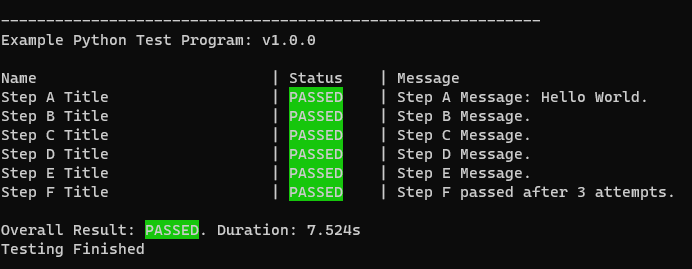 ____________________________________________________________
Example Python Test Program: v1.0.0
Name                          | Status    | Message
Step A Title                  | PASSED    | Step A Message: Hello World.
Step B Title                  | PASSED    | Step B Message.
Step C Title                  | PASSED    | Step C Message.
Step D Title                  | PASSED    | Step D Message.
Step E Title                  | PASSED    | Step E Message.
Step F Title                  | PASSED    | Step F passed after 3 attempts.
Overall Result: PASSED. Duration: 7.524s
Testing Finished